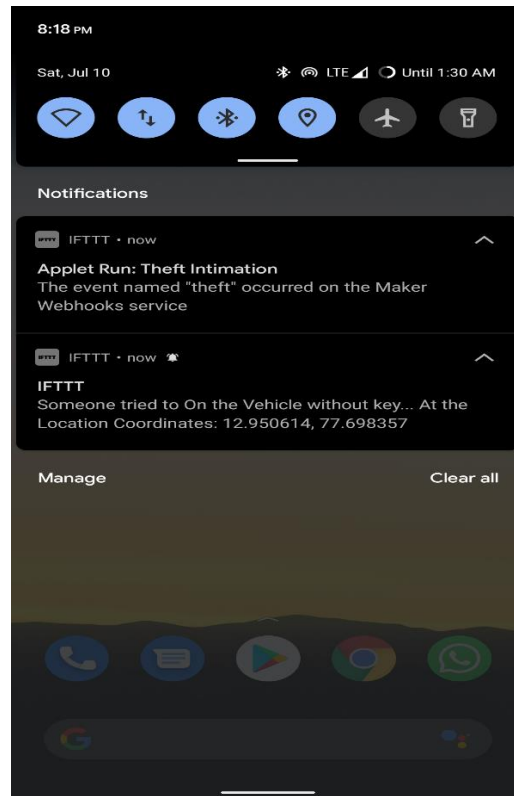 8:18 PM
Sat, Jul 10 LTE Until 1:30 AM
Notifications
IFTTT IFTTT • now
Applet Run: Theft Intimation
The event named "theft" occurred on the Maker
Webhooks service
IFTTT IFTTT • now
IFTTT
Someone tried to On the Vehicle without key... At the
Location Coordinates: 12.950614, 77.698357
Manage Clear all
G